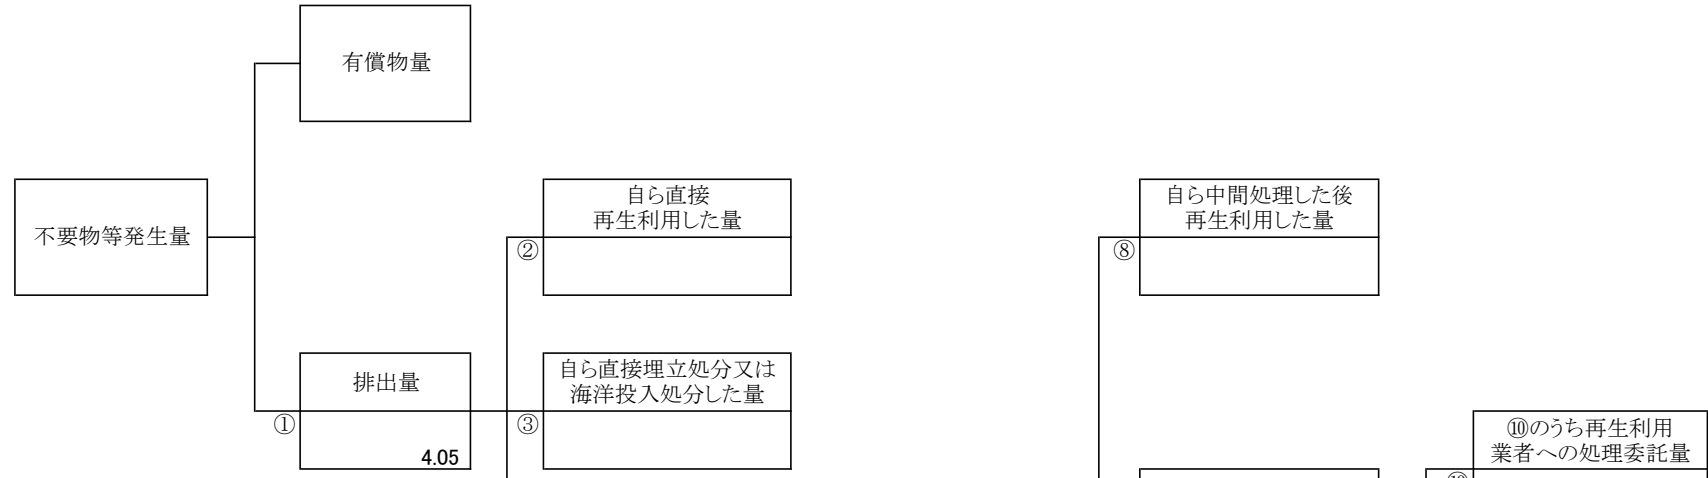 有償物量
不要物等発生量
自ら直接
再生利用した量
②
自ら中間処理した後
再生利用した量
⑧
排出量
①
4.05
自ら直接埋立処分又は
海洋投入処分した量
③
⑩のうち再生利用
業者への処理委託量